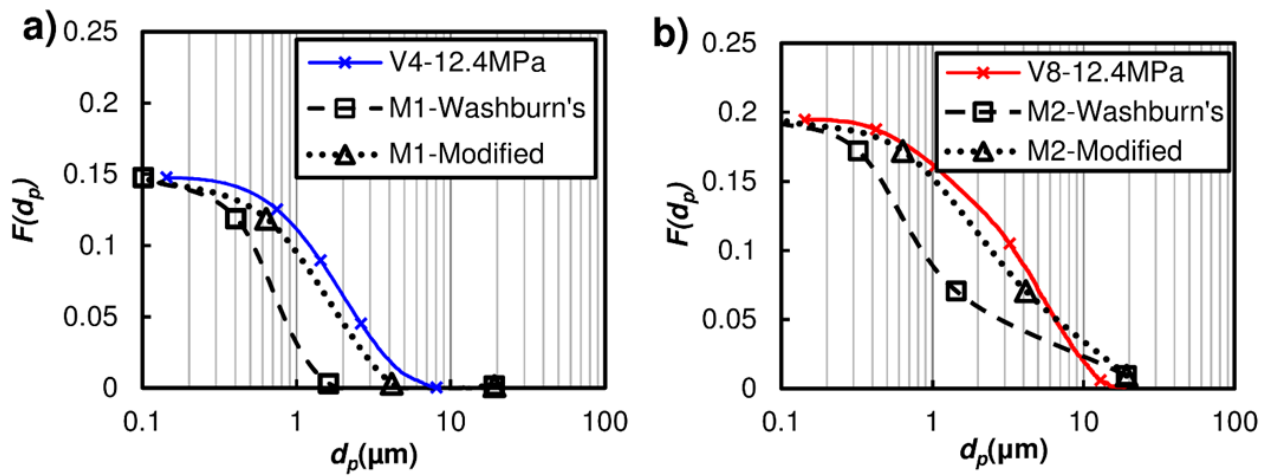 a)
0.25
0.2
0.15
0.1
0.05
0
F(dp)
V4-12.4MPa
M1-Washburn's
M1-Modified
0.1
1
10
100
dp(µm)
b)
0.25
0.2
0.15
0.1
0.05
0
F(dp)
V8-12.4MPa
M2-Washburn's
M2-Modified
0.1
1
10
100
dp(µm)